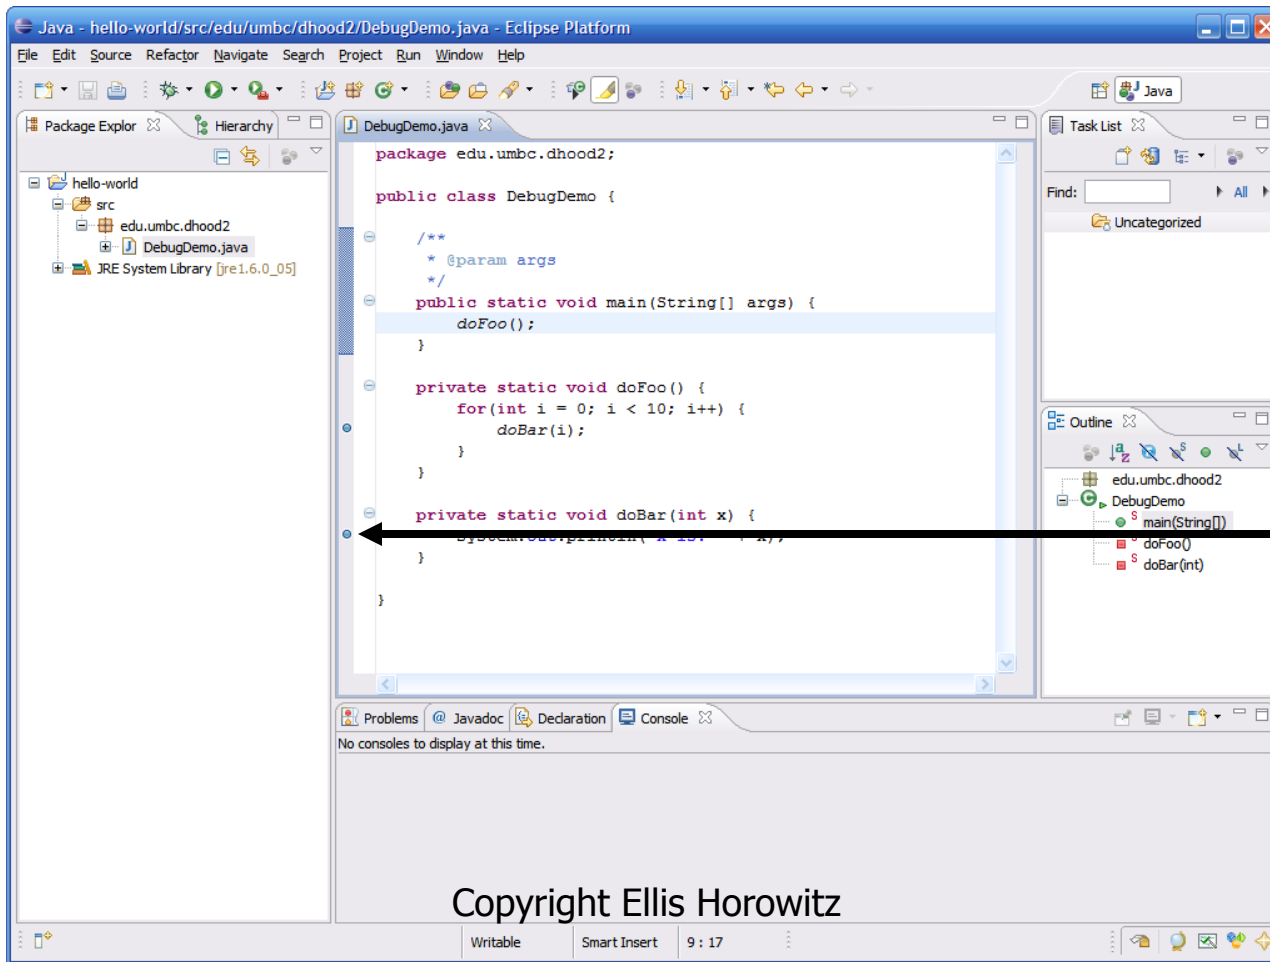 Java - hello-world/src/edu/umbc/dhood2/DebugDemo.java - Eclipse Platform
File Edit Source Refactor Navigate Search Project Run Window Help
Java
Package Explor
Hierarchy
DebugDemo.java
Task List
hello-world
src
edu.umbc.dhood2
DebugDemo.java
JRE System Library [jre1.6.0_05]
package edu.umbc.dhood2;
public class DebugDemo {
/**
* @param args
*/
public static void main(String[] args) {
doFoo();
}
private static void doFoo() {
for(int i = 0; i < 10; i++) {
doBar(i);
}
}
private static void doBar(int x) {
System.out.println("x is: " + x);
}
}
Find:
All
Uncategorized
Outline
edu.umbc.dhood2
DebugDemo
main(String[])
doFoo()
doBar(int)
Problems @ Javadoc Declaration Console
No consoles to display at this time.
Copyright Ellis Horowitz
Writable Smart Insert 9 : 17